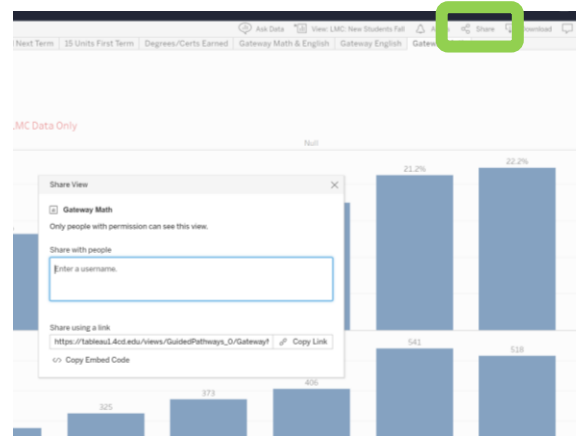 Ask Data View: LMC: New Students Fall Share Download
Next Term 15 Units First Term Degrees/Certs Earned Gateway Math & English Gateway English
LMC Data Only
Null
21.2% 22.2%
Share View
Gateway Math
Only people with permission can see this view.
Share with people
Enter a username.
Share using a link
https://tableau1.4cd.edu/views/GuidedPathways_0/Gateway Copy Link
</> Copy Embed Code
541 518
406
373
325